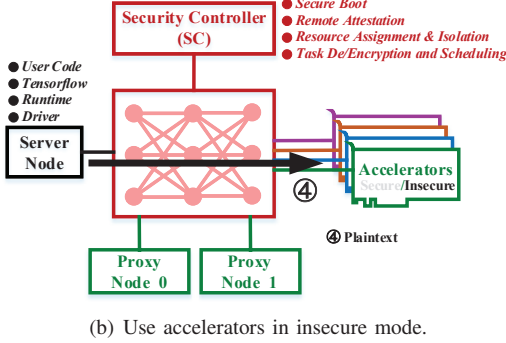 Security Controller
(SC)
● Secure Boot
● Remote Attestation
● Resource Assignment & Isolation
● Task De/Encryption and Scheduling
● User Code
● Tensorflow
● Runtime
● Driver
Server
Node
④
Accelerators
Secure/Insecure
④ Plaintext
Proxy
Node 0
Proxy
Node 1
(b) Use accelerators in insecure mode.